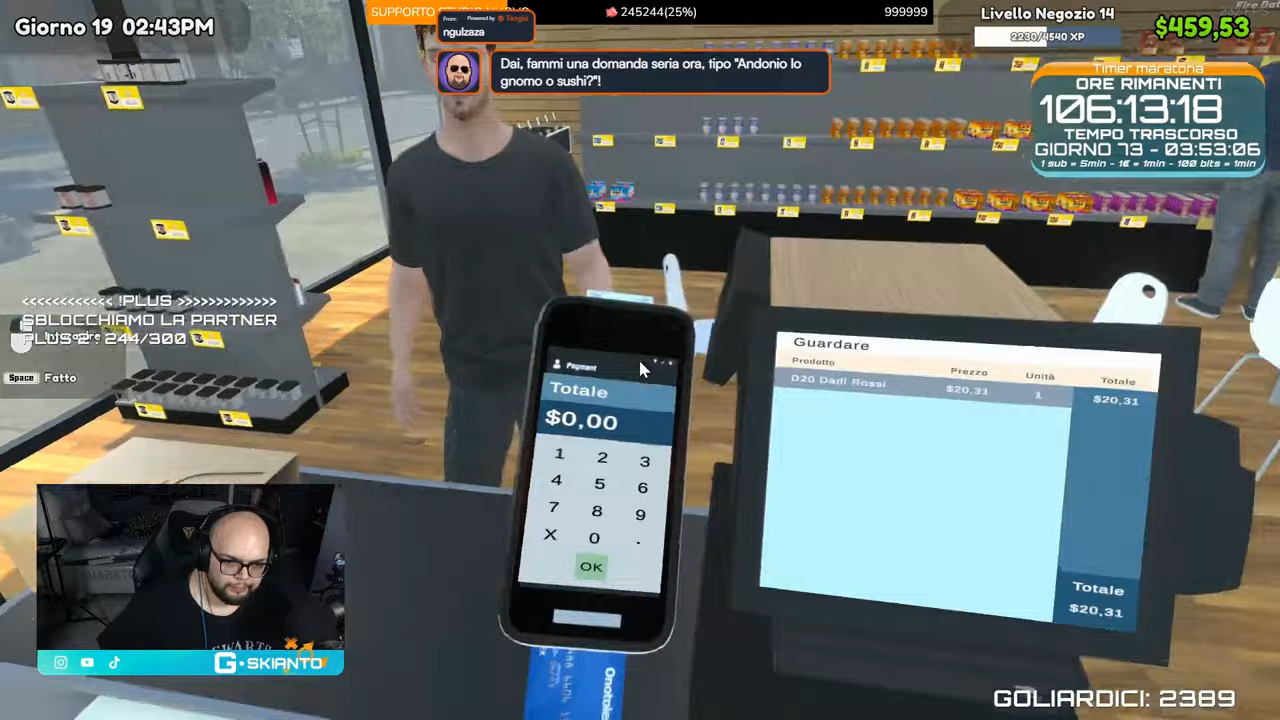 Giorno 19 02:43PM
SUPPORTO
245244(25%)
999999
From:
Powered by Tangia
ngulzaza
Dai, fammi una domanda seria ora, tipo "Andonio lo
gnomo o sushi?"!
Livello Negozio 14
2230/4540 XP
$459,53
Timer maratona
ORE RIMANENTI
106:13:18
TEMPO TRASCORSO
GIORNO 73 - 03:53:06
1 sub = 5min - 1€ = 1min - 100 bits = 1min
<<<<<<<<<<<< !PLUS >>>>>>>>>>>>>
SBLOCCHIAMO LA PARTNER
PLUS 2 : 244/300
Space Fatto
Payment
Totale
$0,00
1 2 3
4 5 6
7 8 9
X 0 .
OK
Guardare
Prodotto Prezzo Unità Totale
D20 Dadi Rossi $20,31 1 $20,31
Totale
$20,31
G-SKIANTO
GOLIARDICI: 2389